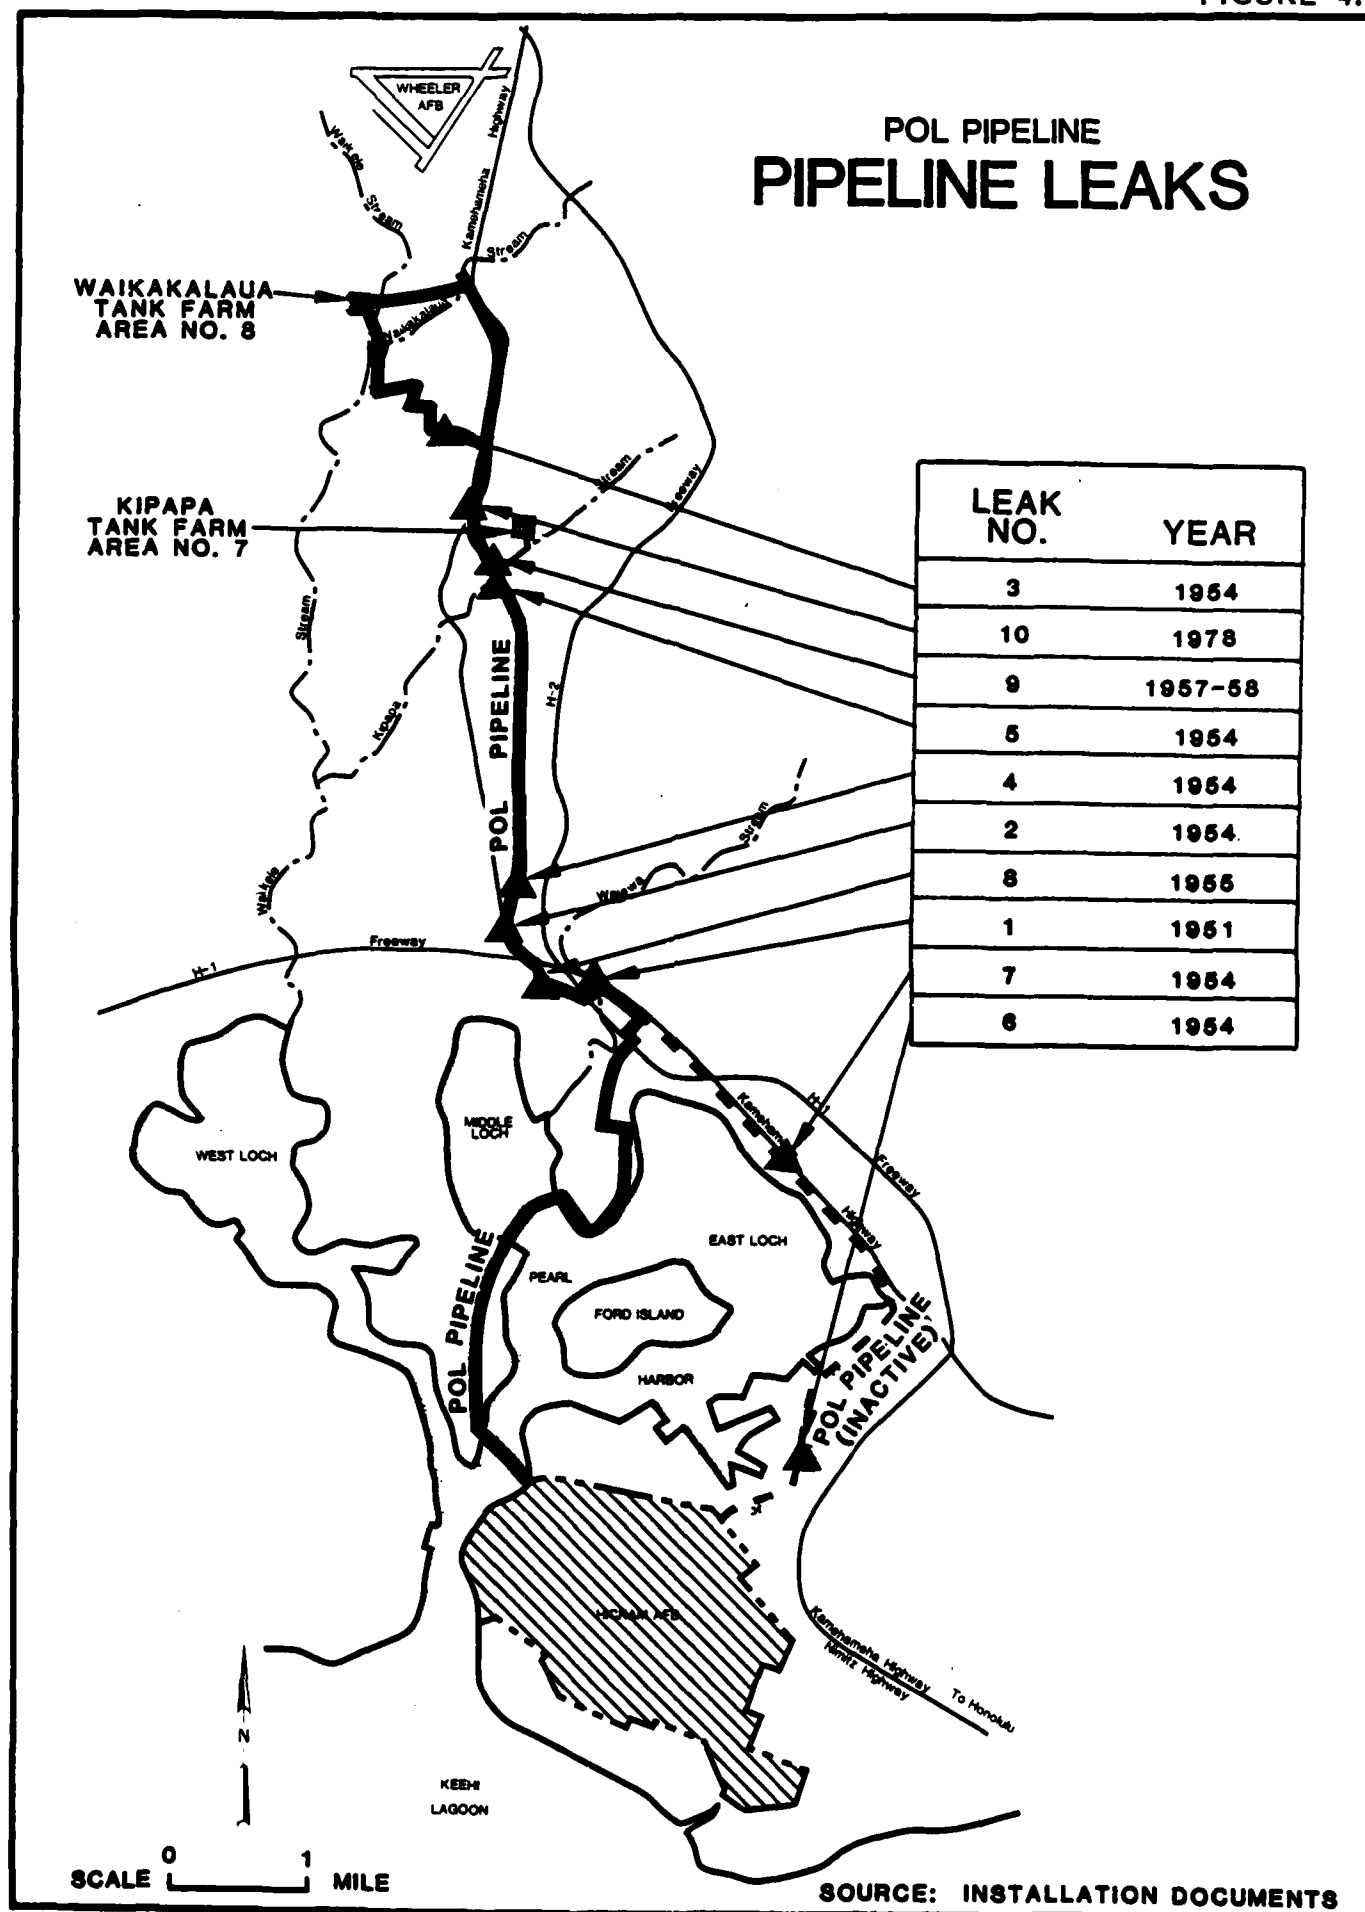 POL PIPELINE
PIPELINE LEAKS
WHEELER
AFB
Kamehameha Highway
Waikele Stream
Stream
WAIKAKALAUA
TANK FARM
AREA NO. 8
Waikakalaua
KIPAPA
TANK FARM
AREA NO. 7
Stream
Freeway
LEAK NO. YEAR
3 1954
10 1978
9 1957-58
5 1954
4 1954
2 1954
8 1955
1 1951
7 1954
6 1954
Stream
Kipapa
POL PIPELINE
H-2
Stream
Waiawa
Waikele
H-1
Freeway
WEST LOCH
MIDDLE
LOCH
H-1
Freeway
Highway
EAST LOCH
PEARL
FORD ISLAND
HARBOR
POL PIPELINE
POL PIPELINE
(INACTIVE)
HICKAM AFB
Kamehameha Highway
Nimitz Highway
To Honolulu
N
KEEHI
LAGOON
0 1
SCALE MILE
SOURCE: INSTALLATION DOCUMENTS